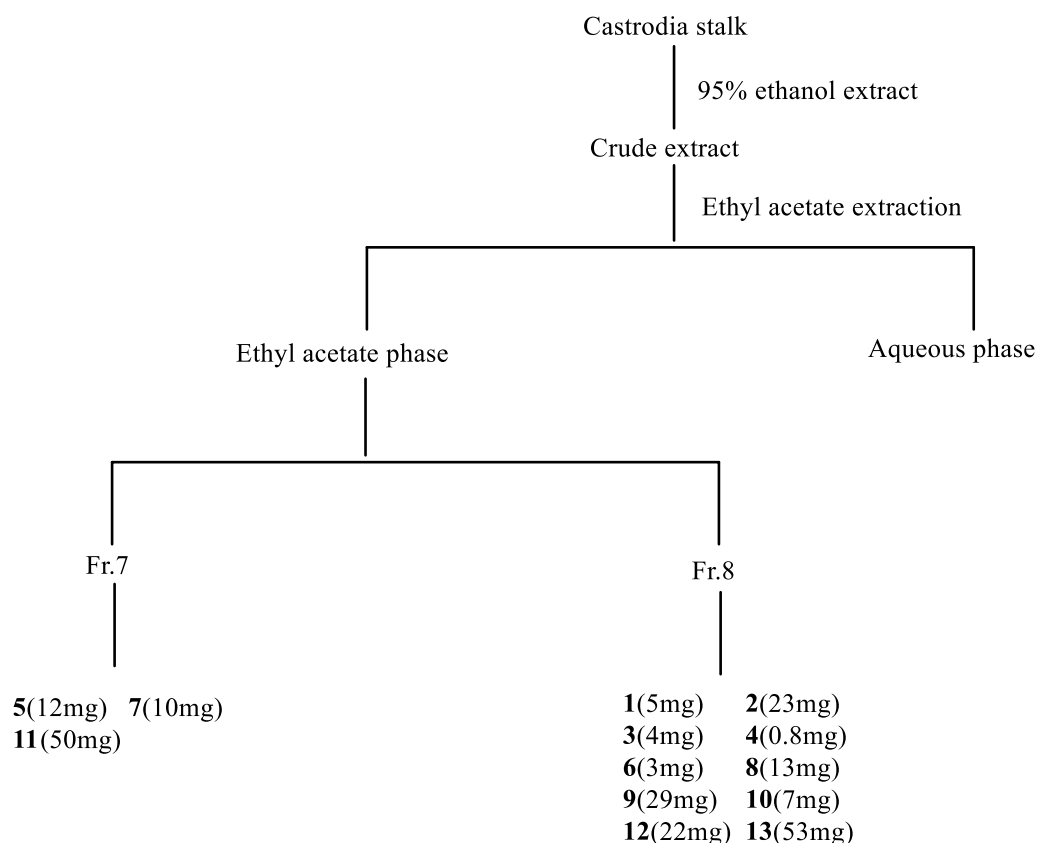 Castrodia stalk
95% ethanol extract
Crude extract
Ethyl acetate extraction
Ethyl acetate phase
Aqueous phase
Fr.7
Fr.8
5(12mg) 7(10mg)
11(50mg)
1(5mg) 2(23mg)
3(4mg) 4(0.8mg)
6(3mg) 8(13mg)
9(29mg) 10(7mg)
12(22mg) 13(53mg)